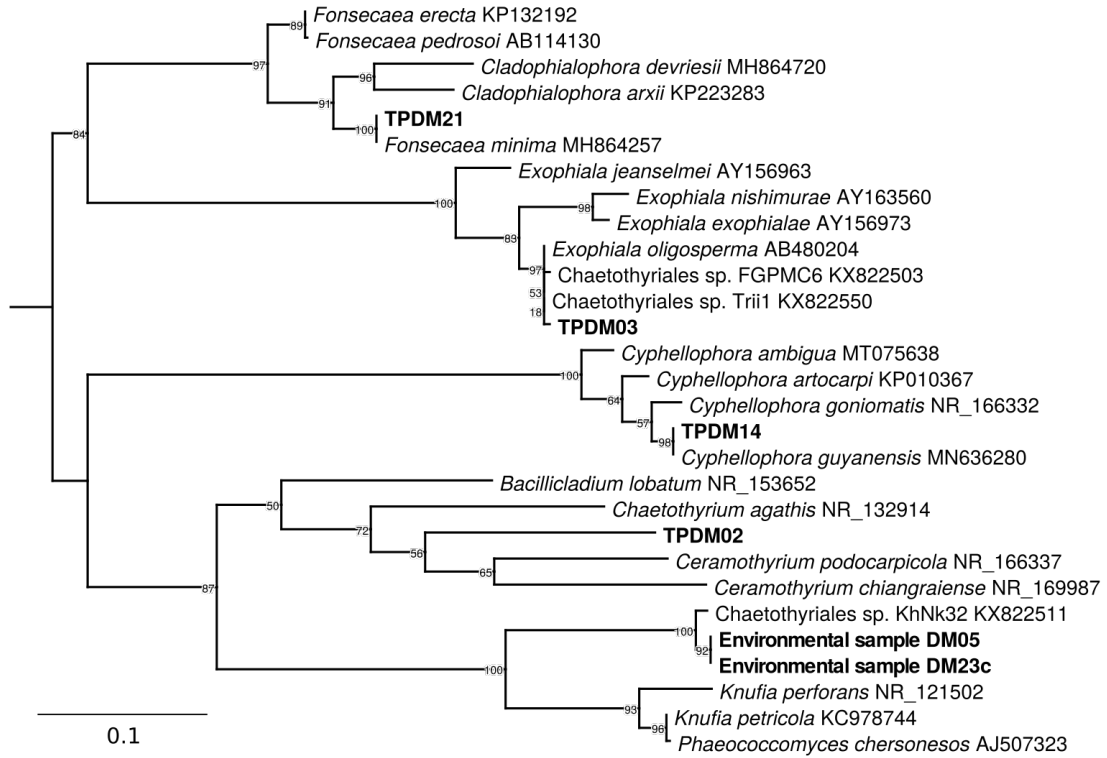 89 Fonsecaea erecta KP132192
Fonsecaea pedrosoi AB114130
97
96 Cladophialophora devriesii MH864720
Cladophialophora arxii KP223283
91
TPDM21
100
84
Fonsecaea minima MH864257
Exophiala jeanselmei AY156963
100
98 Exophiala nishimurae AY163560
Exophiala exophialae AY156973
83
Exophiala oligosperma AB480204
97 Chaetothyriales sp. FGPMC6 KX822503
53 Chaetothyriales sp. Trii1 KX822550
18
TPDM03
Cyphellophora ambigua MT075638
100
Cyphellophora artocarpi KP010367
64
Cyphellophora goniomatis NR_166332
57
TPDM14
98
Cyphellophora guyanensis MN636280
Bacillicladium lobatum NR_153652
50
Chaetothyrium agathis NR_132914
72
TPDM02
56
Ceramothyrium podocarpicola NR_166337
65
87
Ceramothyrium chiangraiense NR_169987
Chaetothyriales sp. KhNk32 KX822511
100
Environmental sample DM05
92
Environmental sample DM23c
100
Knufia perforans NR_121502
93
Knufia petricola KC978744
96
Phaeococcomyces chersonesos AJ507323
0.1